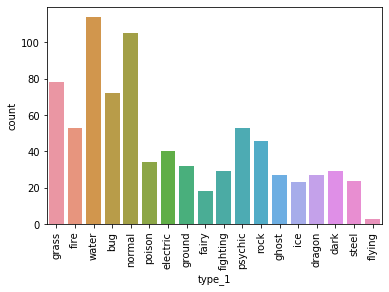 100
80
60
40
20
0
count
grass
fire
water
bug
normal
poison
electric
ground
fairy
fighting
psychic
rock
ghost
ice
dragon
dark
steel
flying
type_1